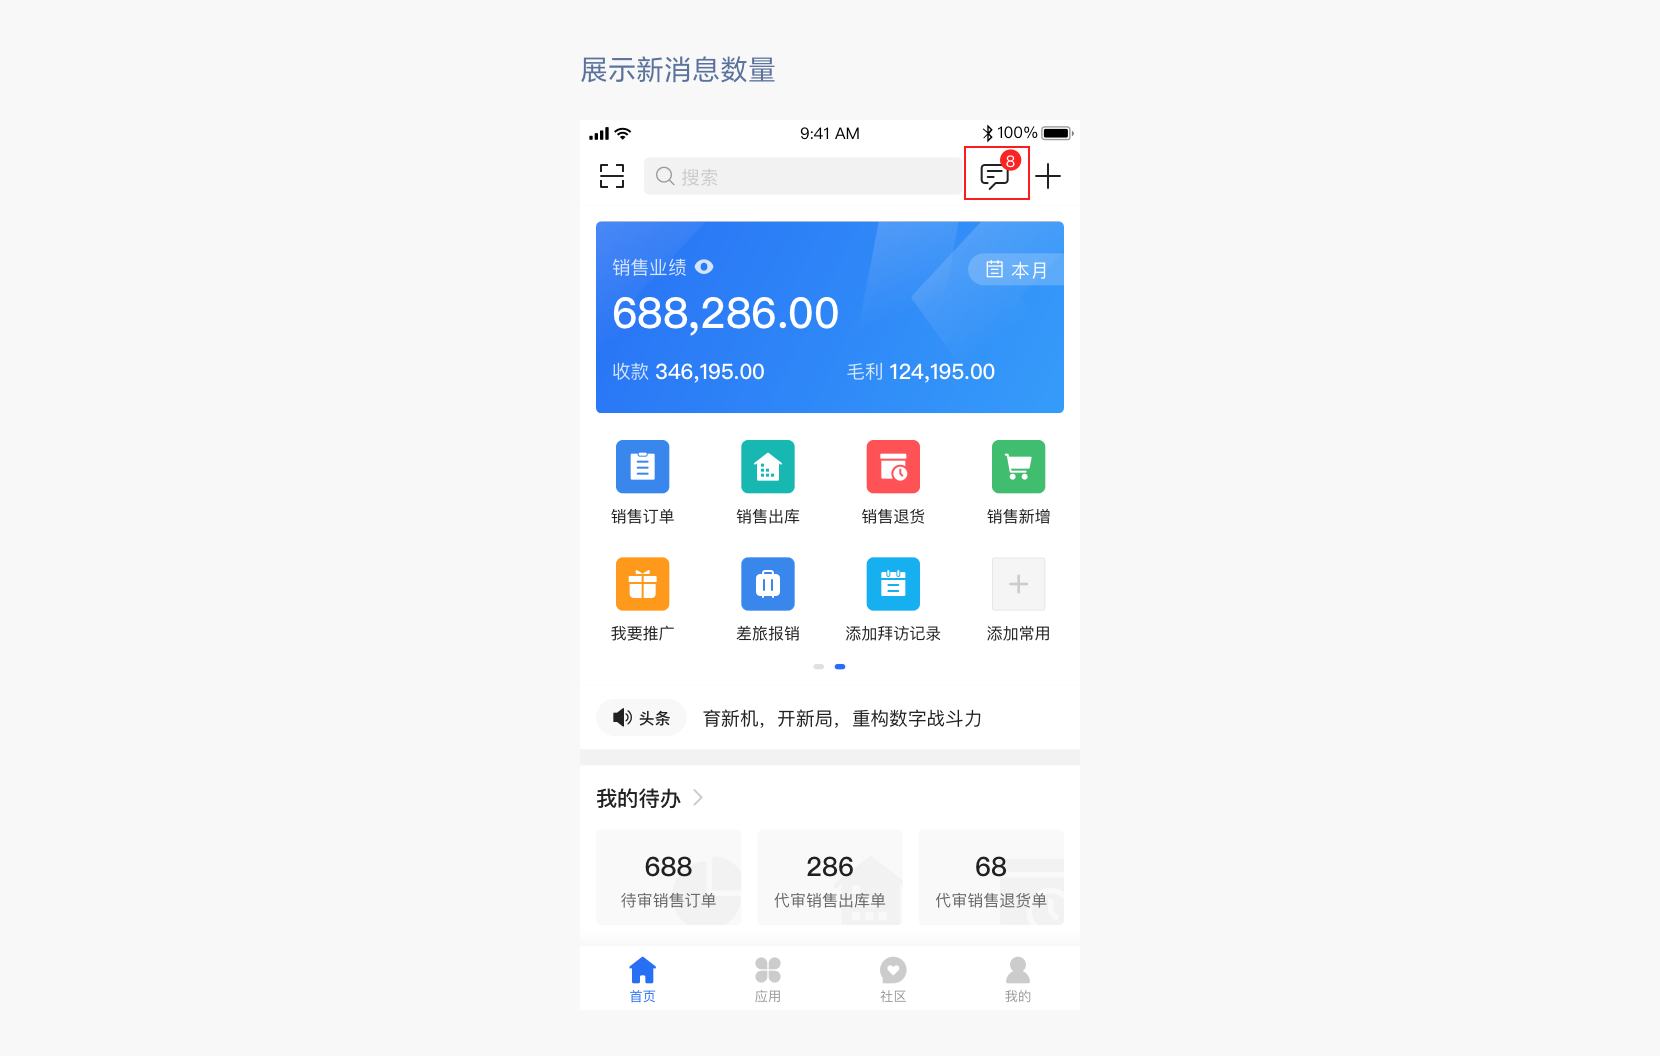 展示新消息数量
9:41 AM
100%
搜索
8
销售业绩
本月
688,286.00
收款 346,195.00
毛利 124,195.00
销售订单
销售出库
销售退货
销售新增
我要推广
差旅报销
添加拜访记录
添加常用
头条
育新机，开新局，重构数字战斗力
我的待办
688
286
68
待审销售订单
代审销售出库单
代审销售退货单
首页
应用
社区
我的